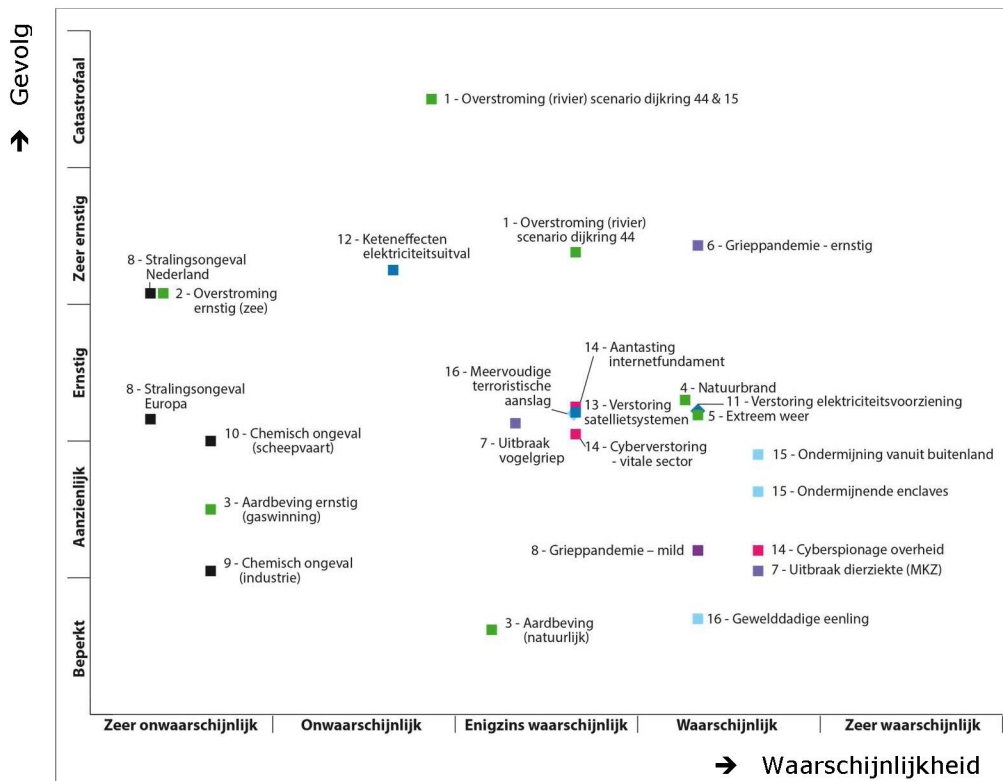 → Gevolg
Catastrofaal
Zeer ernstig
Ernstig
Aanzienlijk
Beperkt
1 - Overstroming (rivier) scenario dijkring 44 & 15
1 - Overstroming (rivier)
scenario dijkring 44
12 - Keteneffecten
elektriciteitsuitval
6 - Grieppandemie - ernstig
8 - Stralingsongeval
Nederland
2 - Overstroming
ernstig (zee)
14 - Aantasting
internetfundament
16 - Meervoudige
terroristische
aanslag
4 - Natuurbrand
11 - Verstoring elektriciteitsvoorziening
13 - Verstoring
satellietsystemen
5 - Extreem weer
8 - Stralingsongeval
Europa
10 - Chemisch ongeval
(scheepvaart)
7 - Uitbraak
vogelgriep
14 - Cyberverstoring
- vitale sector
15 - Ondermijning vanuit buitenland
15 - Ondermijnende enclaves
3 - Aardbeving ernstig
(gaswinning)
8 - Grieppandemie – mild
14 - Cyberspionage overheid
9 - Chemisch ongeval
(industrie)
7 - Uitbraak dierziekte (MKZ)
3 - Aardbeving
(natuurlijk)
16 - Gewelddadige eenling
Zeer onwaarschijnlijk
Onwaarschijnlijk
Enigzins waarschijnlijk
Waarschijnlijk
Zeer waarschijnlijk
→ Waarschijnlijkheid